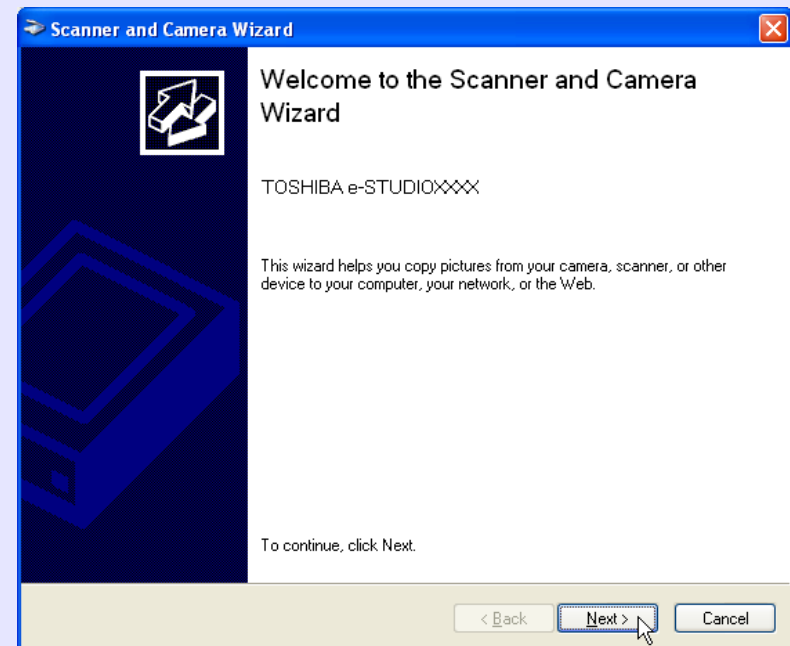 Scanner and Camera Wizard
Welcome to the Scanner and Camera
Wizard
TOSHIBA e-STUDIOXXXX
This wizard helps you copy pictures from your camera, scanner, or other
device to your computer, your network, or the Web.
To continue, click Next.
< Back Next > Cancel